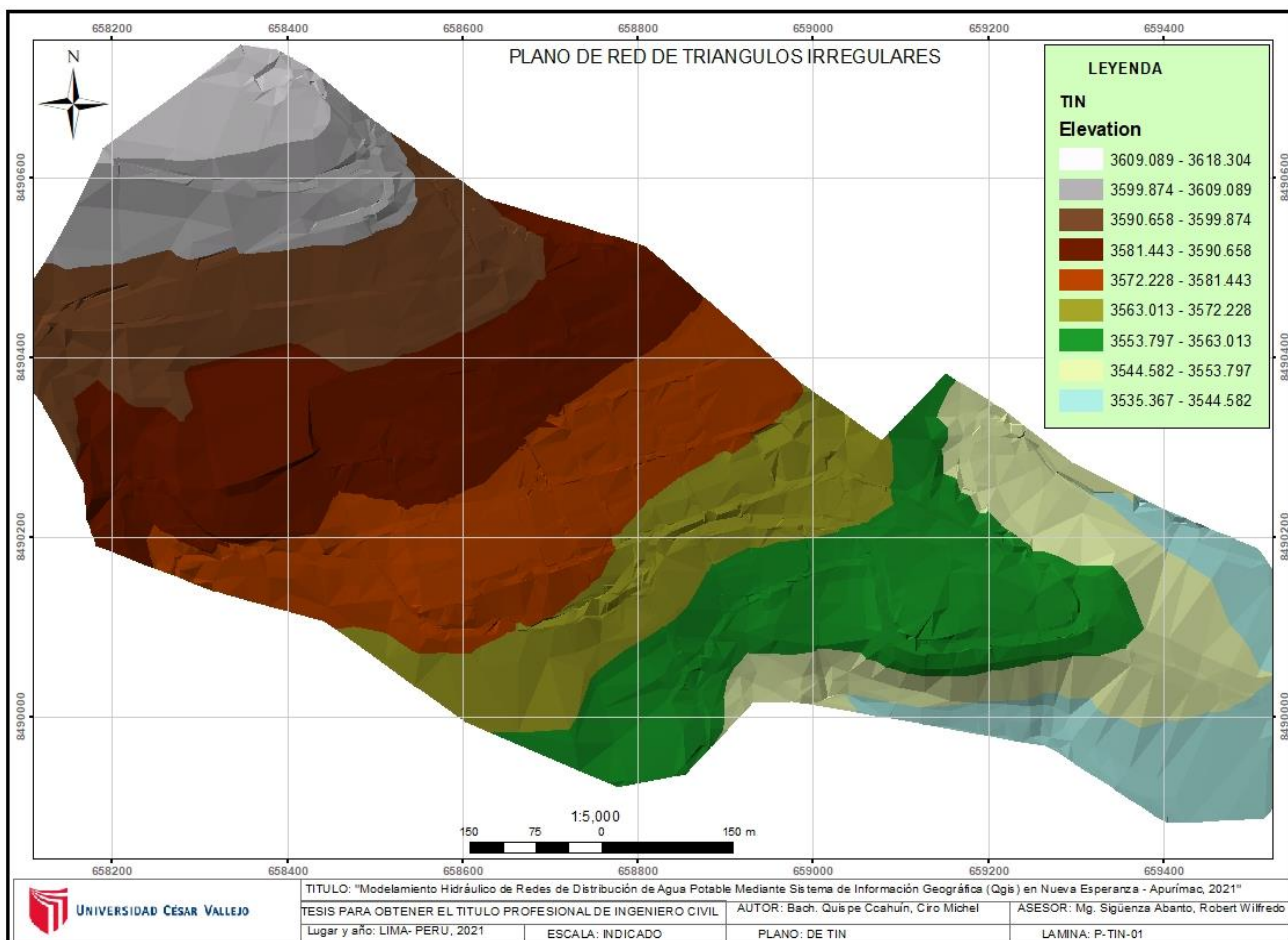 658200 658400 658600 658800 659000 659200 659400
PLANO DE RED DE TRIANGULOS IRREGULARES
N
LEYENDA
TIN
Elevation
3609.089 - 3618.304
3599.874 - 3609.089
3590.658 - 3599.874
3581.443 - 3590.658
3572.228 - 3581.443
3563.013 - 3572.228
3553.797 - 3563.013
3544.582 - 3553.797
3535.367 - 3544.582
8490600 8490600
8490400 8490400
8490200 8490200
8490000 8490000
1:5,000
150 75 0 150 m
658200 658400 658600 658800 659000 659200 659400
UNIVERSIDAD CÉSAR VALLEJO
TITULO: "Modelamiento Hidráulico de Redes de Distribución de Agua Potable Mediante Sistema de Información Geográfica (Qgis) en Nueva Esperanza - Apurímac, 2021"
TESIS PARA OBTENER EL TITULO PROFESIONAL DE INGENIERO CIVIL
AUTOR: Bach. Quispe Ccahuín, Ciro Michel
ASESOR: Mg. Sigüenza Abanto, Robert Wilfredo
Lugar y año: LIMA- PERU, 2021
ESCALA: INDICADO
PLANO: DE TIN
LAMINA: P-TIN-01